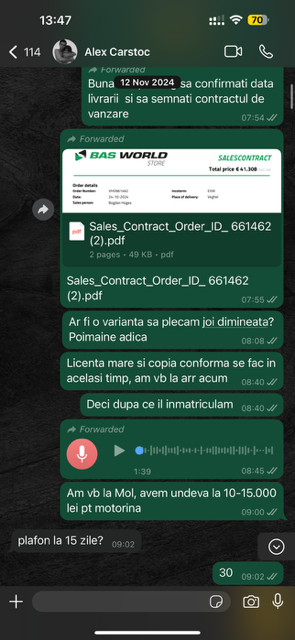 13:47
70
114
Alex Carstoc
Forwarded
12 Nov 2024
Buna
sa confirmati data
livrarii si sa semnati contractul de
vanzare
07:54
Forwarded
BAS WORLD
STORE
SALESCONTRACT
Total price € 41.308
Order details
Order Number:
Date:
24-10-2024
Sales person:
Bogdan Negea
Incoterms:
EXW
Place of delivery:
Veghel
pdf
Sales_Contract_Order_ID_ 661462
(2).pdf
2 pages • 49 KB • pdf
Sales_Contract_Order_ID_ 661462
(2).pdf
07:55
Ar fi o varianta sa plecam joi dimineata?
Poimaine adica
08:08
Licenta mare si copia conforma se fac in
acelasi timp, am vb la arr acum
08:40
Deci dupa ce il inmatriculam
08:40
Forwarded
1:39
08:45
Am vb la Mol, avem undeva la 10-15.000
lei pt motorina
09:00
plafon la 15 zile?
09:02
30
09:02